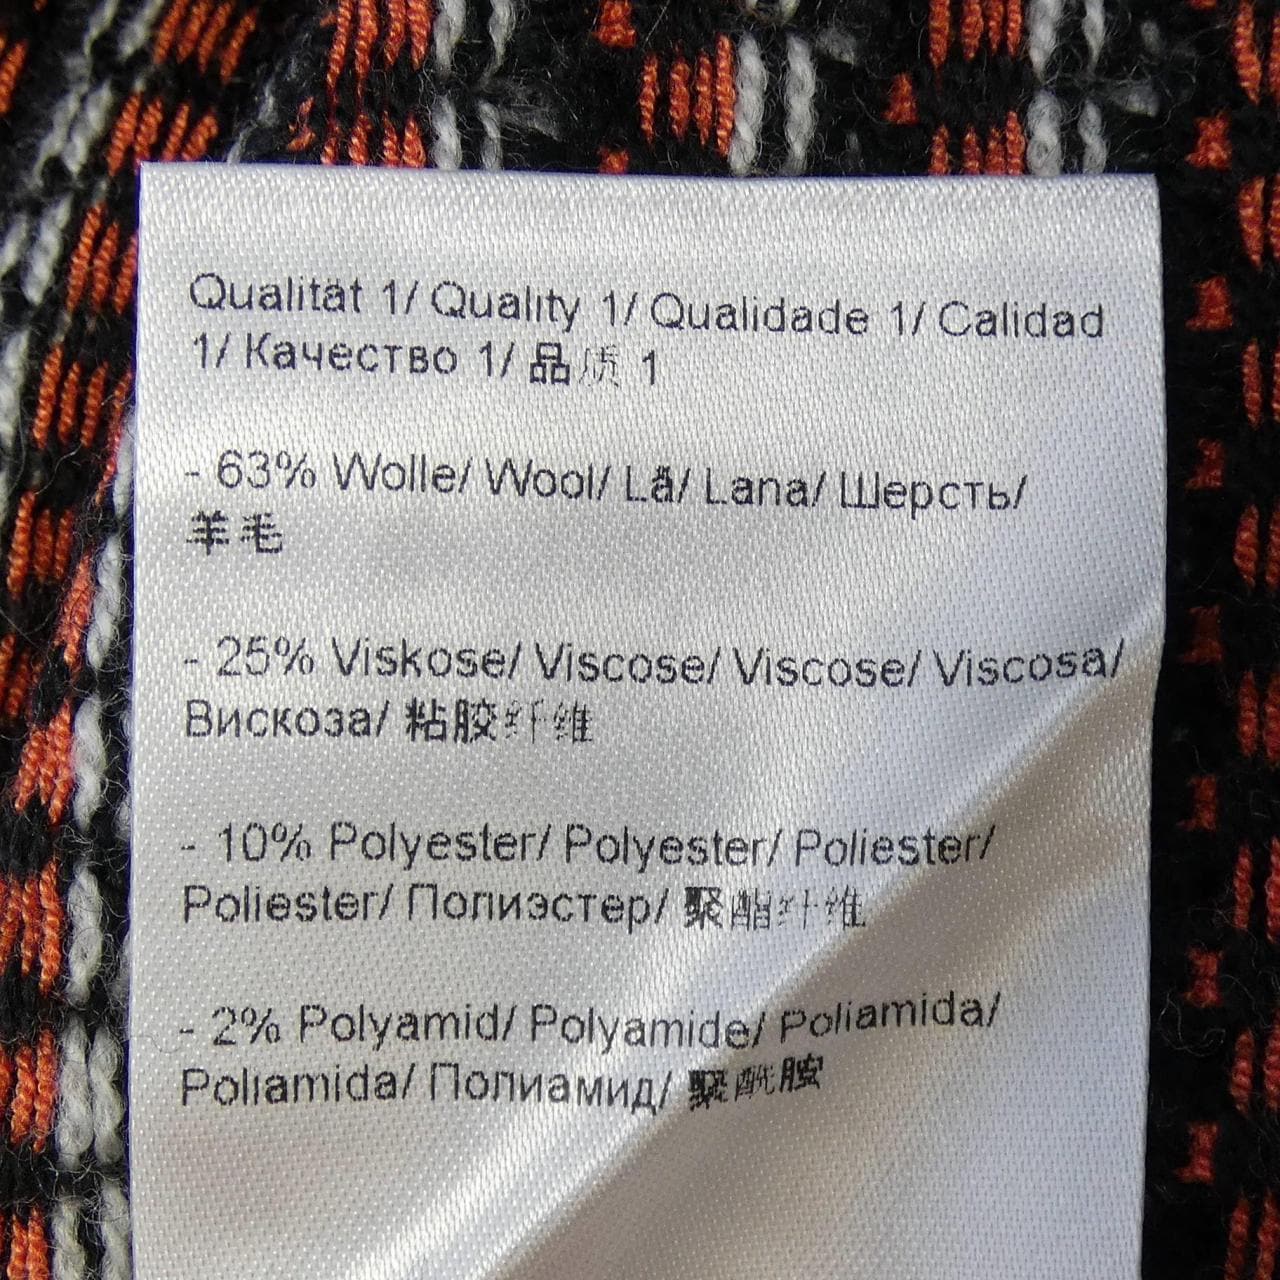 Qualität 1/ Quality 1/ Qualidade 1/ Calidad
1/ Качество 1/ 品质 1
- 63% Wolle/ Wool/ Lã/ Lana/ Шерсть/
羊毛
- 25% Viskose/ Viscose/ Viscose/ Viscosa/
Вискоза/ 粘胶纤维
- 10% Polyester/ Polyester/ Poliester/
Poliester/ Полиэстер/ 聚酯纤维
- 2% Polyamid/ Polyamide/ Poliamida/
Poliamida/ Полиамид/ 聚酰胺